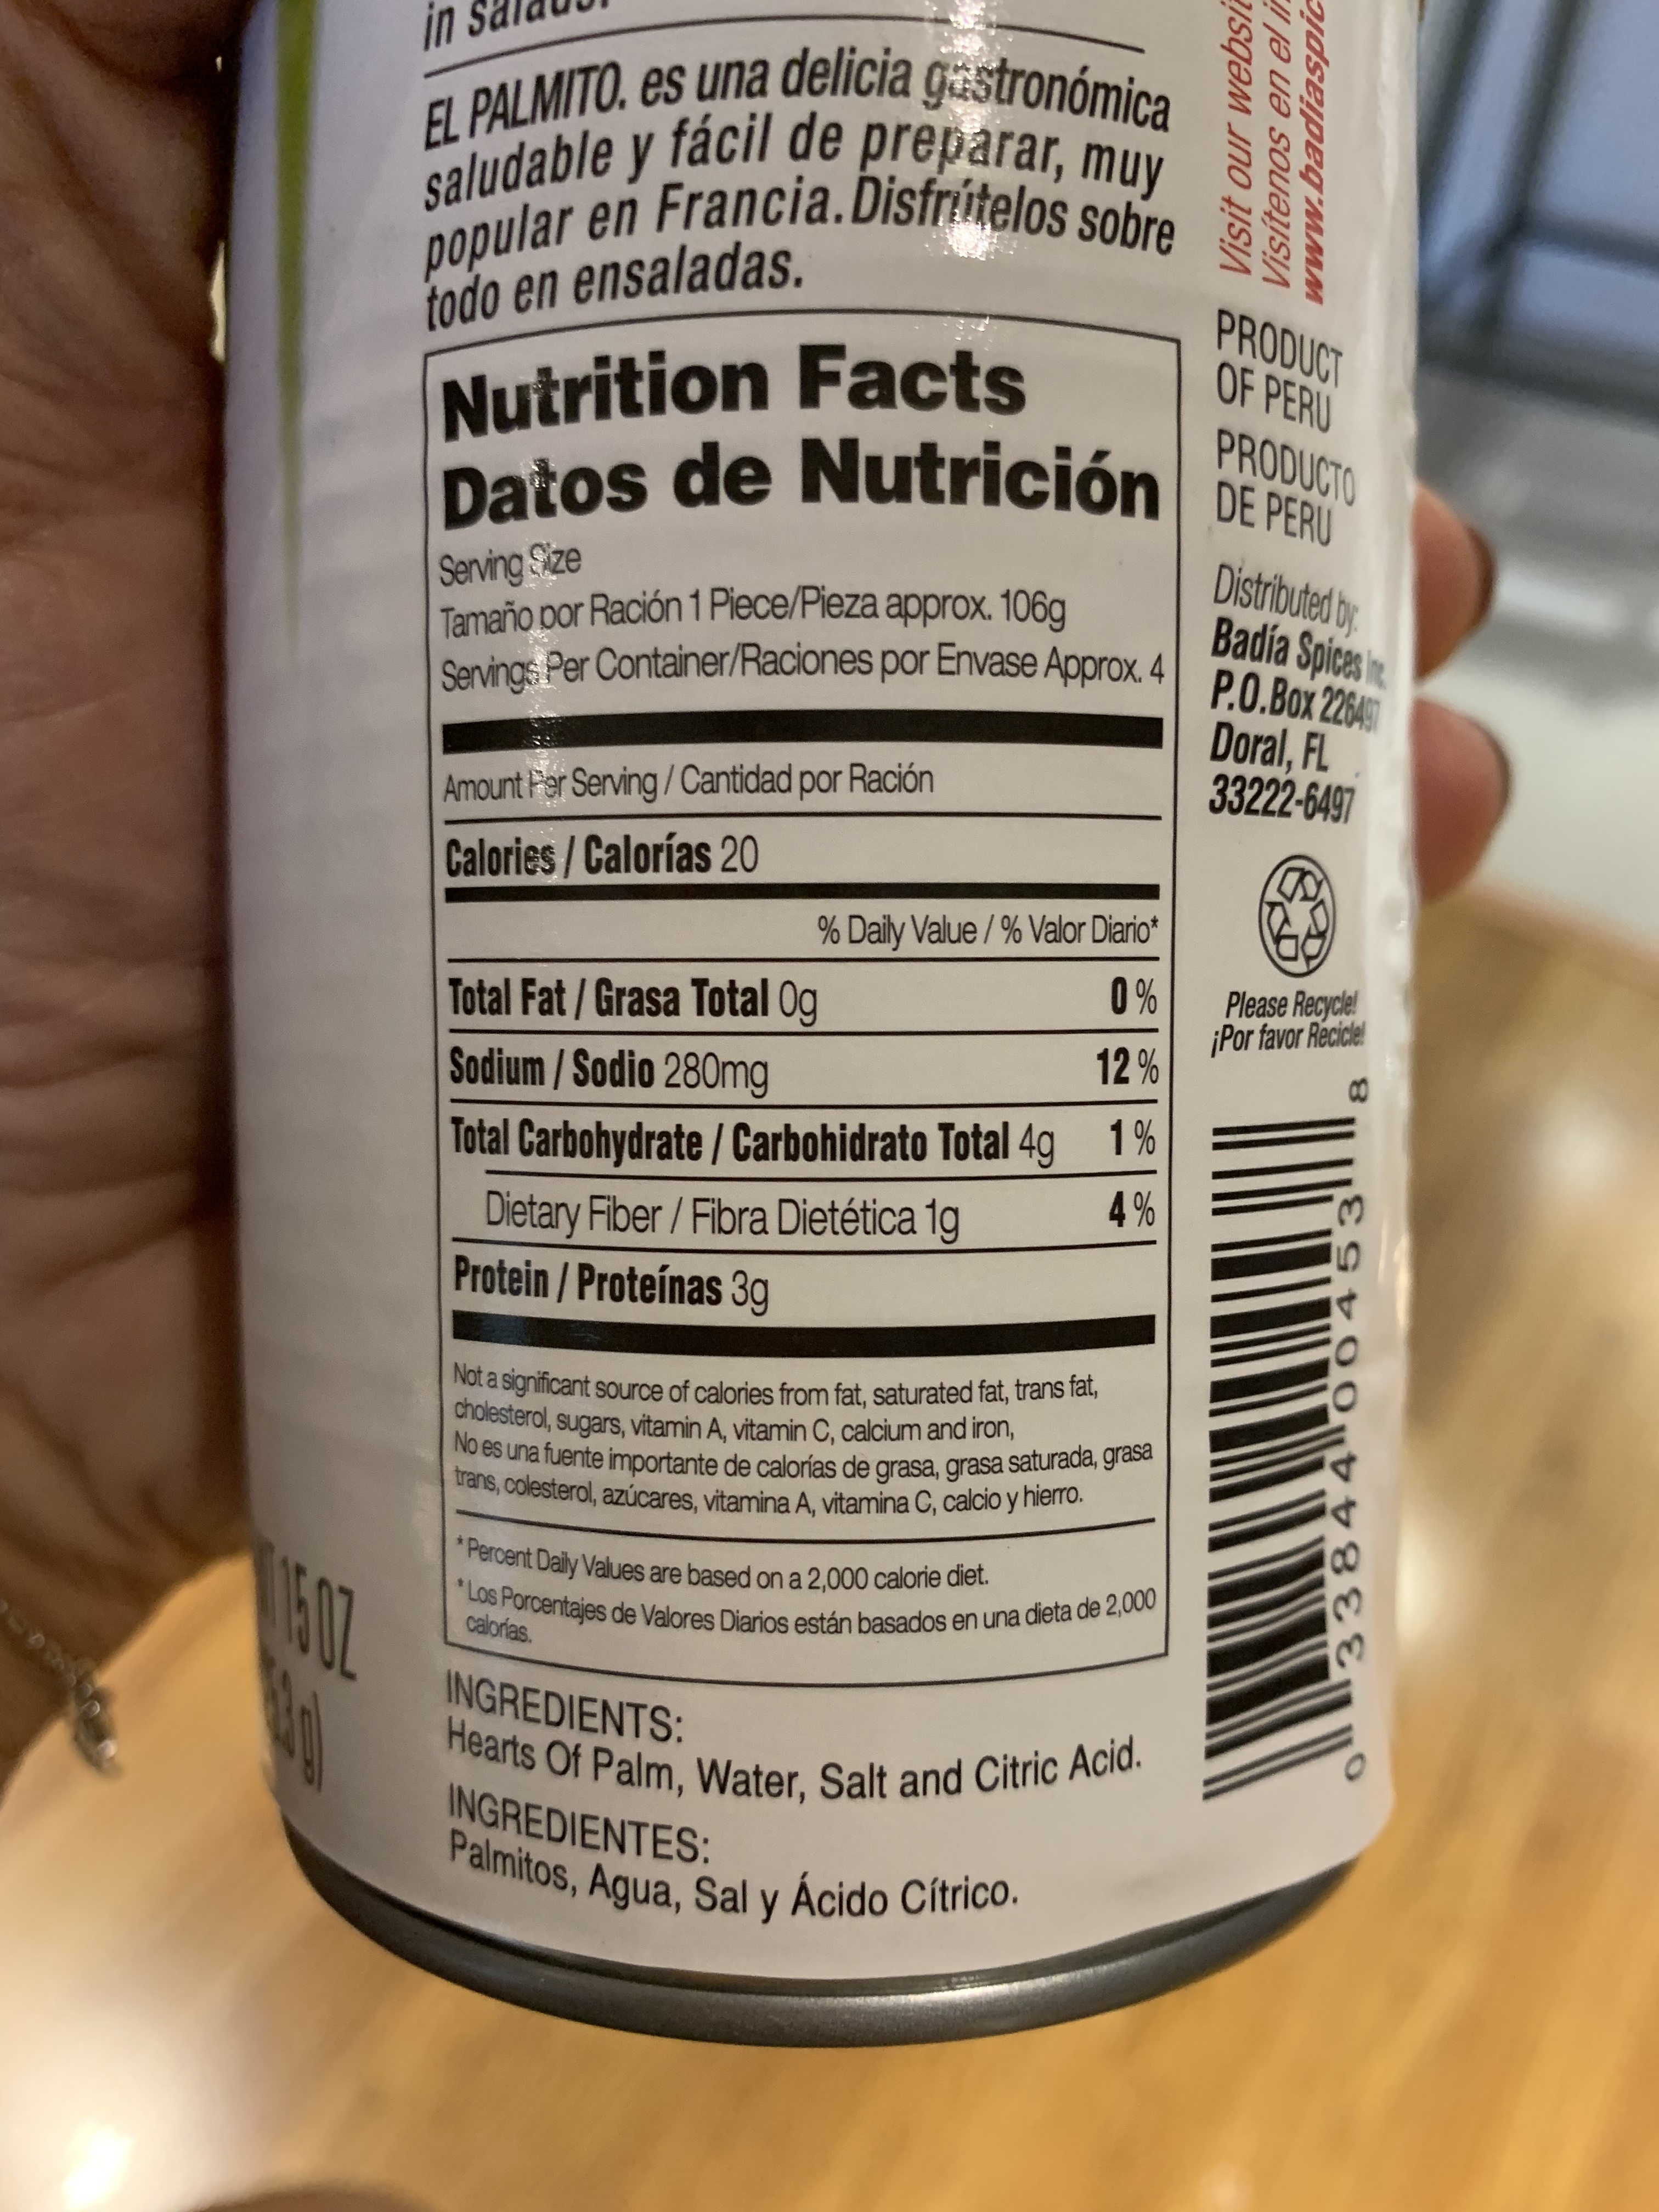 in salads.
EL PALMITO. es una delicia gastronómica
saludable y fácil de preparar, muy
popular en Francia. Disfrútelos sobre
todo en ensaladas.
Nutrition Facts
Datos de Nutrición
Serving Size
Tamaño por Ración 1 Piece/Pieza approx. 106g
Servings Per Container/Raciones por Envase Approx. 4
Amount Per Serving / Cantidad por Ración
Calories / Calorías 20
% Daily Value / % Valor Diario*
Total Fat / Grasa Total 0g 0 %
Sodium / Sodio 280mg 12 %
Total Carbohydrate / Carbohidrato Total 4g 1 %
Dietary Fiber / Fibra Dietética 1g 4 %
Protein / Proteínas 3g
Not a significant source of calories from fat, saturated fat, trans fat,
cholesterol, sugars, vitamin A, vitamin C, calcium and iron,
No es una fuente importante de calorías de grasa, grasa saturada, grasa
trans, colesterol, azúcares, vitamina A, vitamina C, calcio y hierro.
* Percent Daily Values are based on a 2,000 calorie diet.
* Los Porcentajes de Valores Diarios están basados en una dieta de 2,000
calorías.
INGREDIENTS:
Hearts Of Palm, Water, Salt and Citric Acid.
INGREDIENTES:
Palmitos, Agua, Sal y Ácido Cítrico.
Visit our
Visítenos en el
www.badiaspic
PRODUCT
OF PERU
PRODUCTO
DE PERU
Distributed by:
Badía Spices Inc.
P.O.Box 226497
Doral, FL
33222-6497
Please Recycle!
¡Por favor Recicle!
0 33844 00453 8
15 OZ